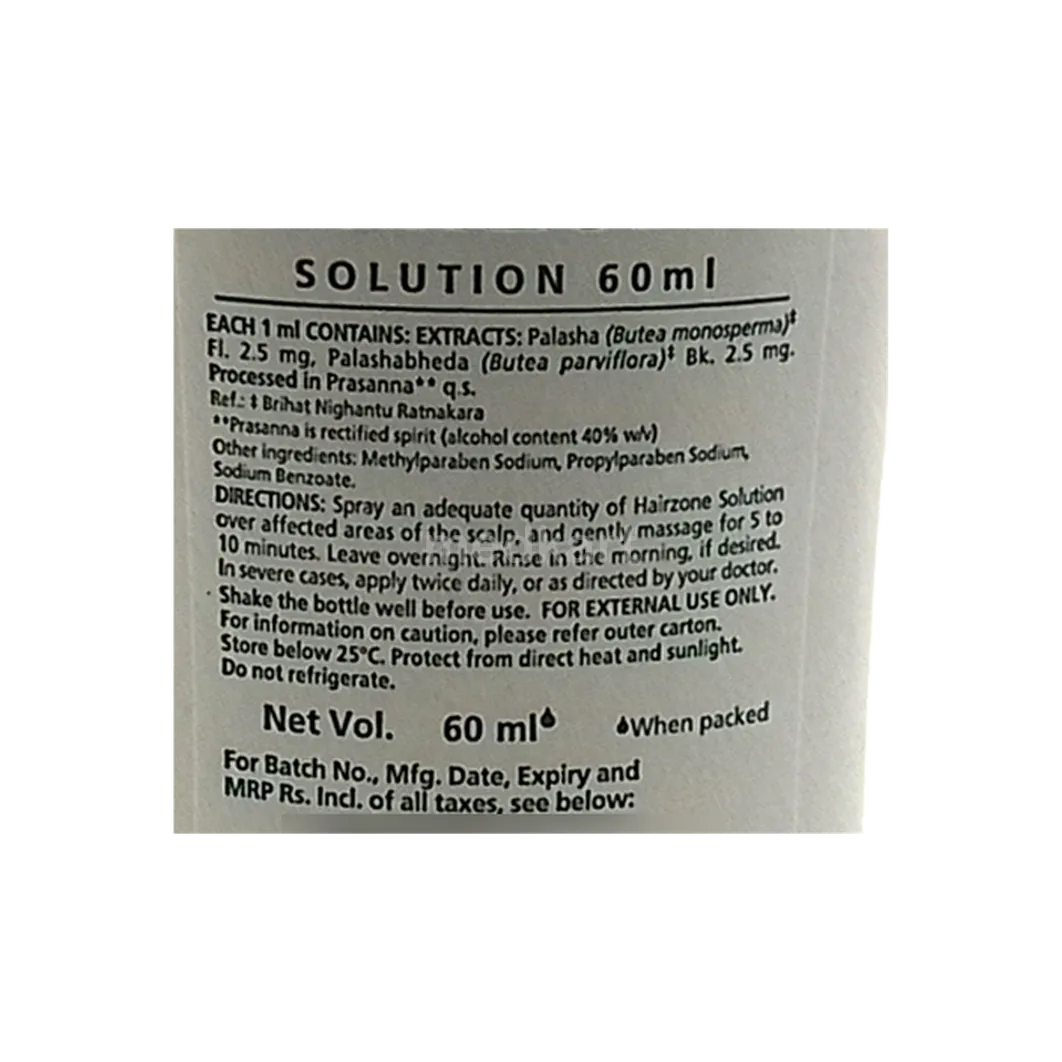 SOLUTION 60ml
EACH 1 ml CONTAINS: EXTRACTS: Palasha (Butea monosperma)‡
Fl. 2.5 mg, Palashabheda (Butea parviflora)‡ Bk. 2.5 mg.
Processed in Prasanna** q.s.
Ref.: ‡ Brihat Nighantu Ratnakara
**Prasanna is rectified spirit (alcohol content 40% w/v)
Other ingredients: Methylparaben Sodium, Propylparaben Sodium,
Sodium Benzoate.
DIRECTIONS: Spray an adequate quantity of Hairzone Solution
over affected areas of the scalp, and gently massage for 5 to
10 minutes. Leave overnight. Rinse in the morning, if desired.
In severe cases, apply twice daily, or as directed by your doctor.
Shake the bottle well before use. FOR EXTERNAL USE ONLY.
For information on caution, please refer outer carton.
Store below 25°C. Protect from direct heat and sunlight.
Do not refrigerate.
Net Vol. 60 ml💧 💧When packed
For Batch No., Mfg. Date, Expiry and
MRP Rs. Incl. of all taxes, see below: